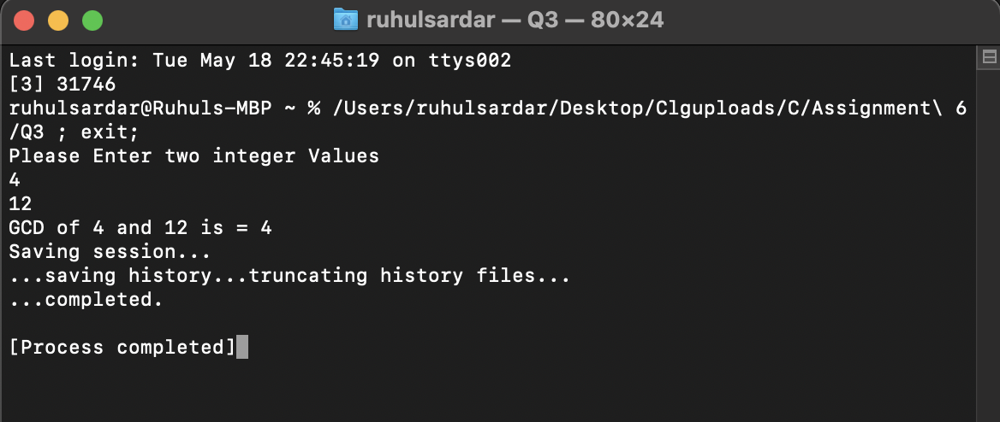 ruhulsardar — Q3 — 80×24
Last login: Tue May 18 22:45:19 on ttys002
[3] 31746
ruhulsardar@Ruhuls-MBP ~ % /Users/ruhulsardar/Desktop/Clguploads/C/Assignment\ 6
/Q3 ; exit;
Please Enter two integer Values
4
12
GCD of 4 and 12 is = 4
Saving session...
...saving history...truncating history files...
...completed.
[Process completed]